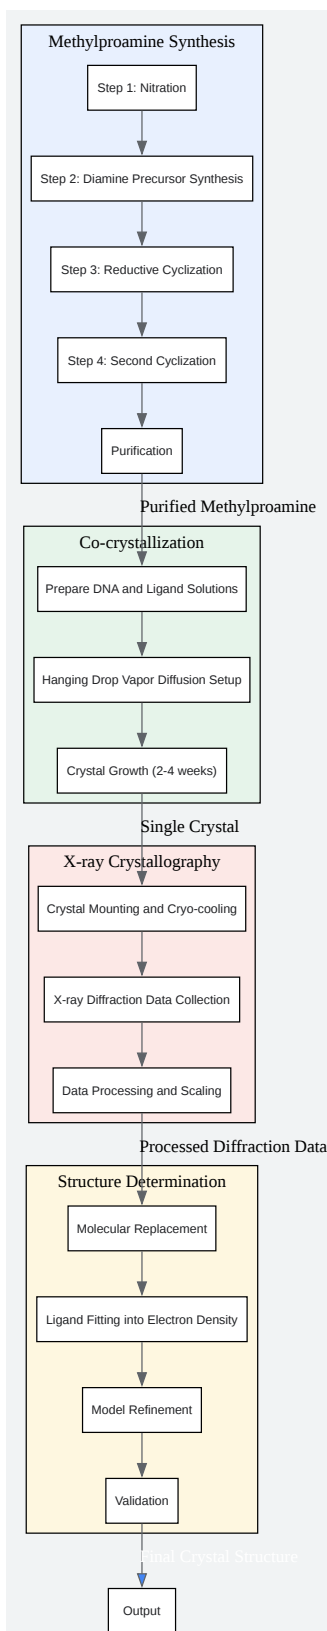 Methylproamine Synthesis
Step 1: Nitration
Step 2: Diamine Precursor Synthesis
Step 3: Reductive Cyclization
Step 4: Second Cyclization
Purification
Purified Methylproamine
Co-crystallization
Prepare DNA and Ligand Solutions
Hanging Drop Vapor Diffusion Setup
Crystal Growth (2-4 weeks)
Single Crystal
X-ray Crystallography
Crystal Mounting and Cryo-cooling
X-ray Diffraction Data Collection
Data Processing and Scaling
Processed Diffraction Data
Structure Determination
Molecular Replacement
Ligand Fitting into Electron Density
Model Refinement
Validation
Final Crystal Structure
Output